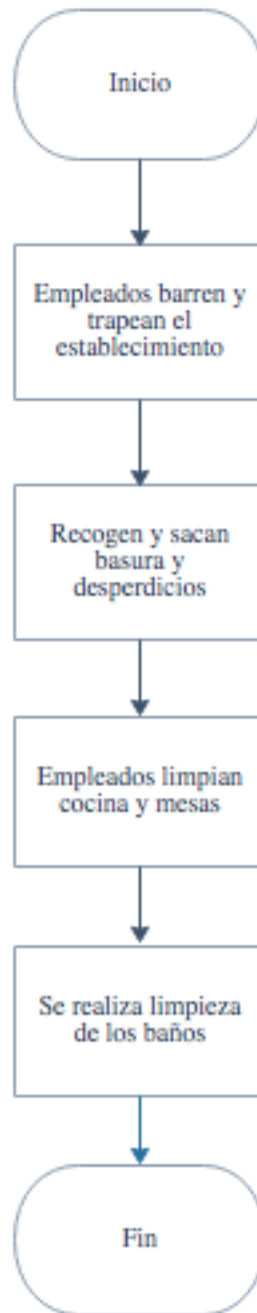 Inicio
Empleados barren y
trapean el
establecimiento
Recogen y sacan
basura y
desperdicios
Empleados limpian
cocina y mesas
Se realiza limpieza
de los baños
Fin